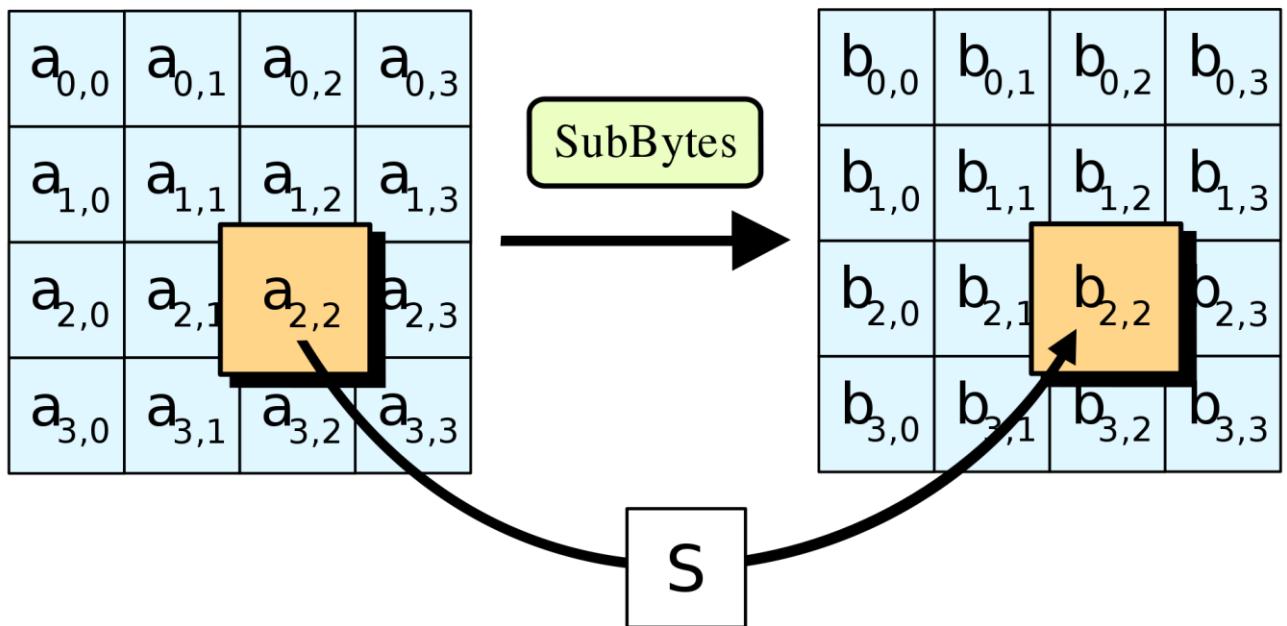 a0,0 a0,1 a0,2 a0,3
a1,0 a1,1 a1,2 a1,3
a2,0 a2,1 a2,2 a2,3
a3,0 a3,1 a3,2 a3,3
SubBytes
b0,0 b0,1 b0,2 b0,3
b1,0 b1,1 b1,2 b1,3
b2,0 b2,1 b2,2 b2,3
b3,0 b3,1 b3,2 b3,3
S